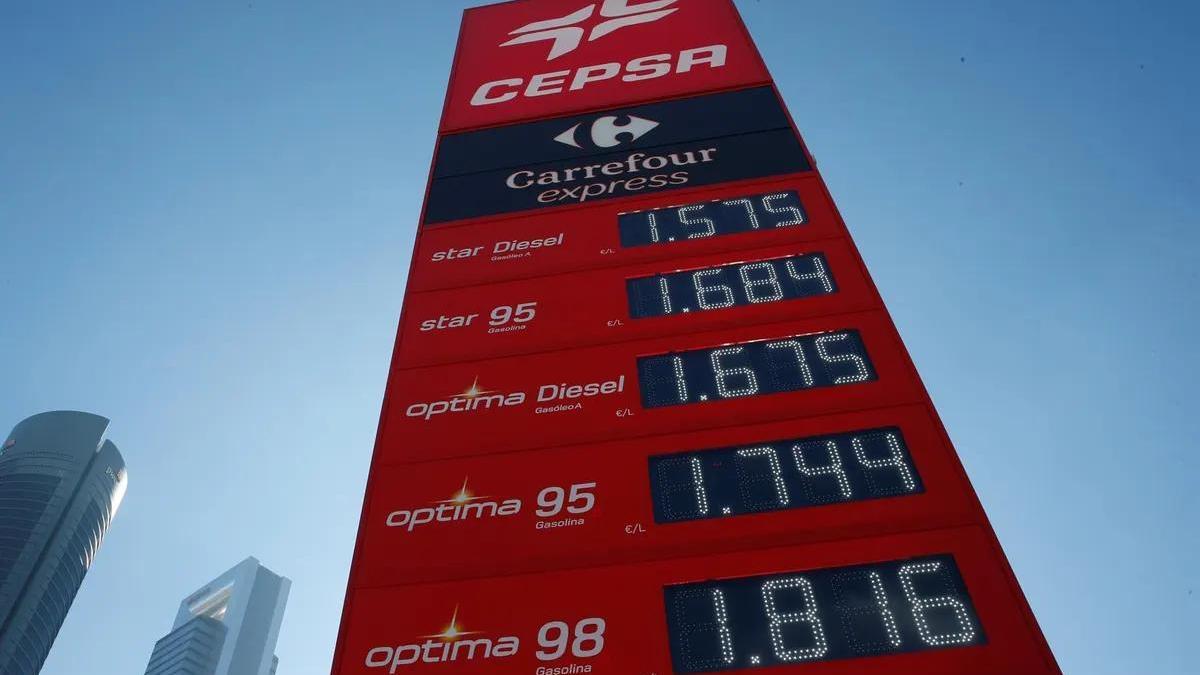 CEPSA
Carrefour
express
star Diesel
Gasóleo A
€/L
1.575
star 95
Gasolina
€/L
1.684
optima Diesel
Gasóleo A
€/L
1.675
optima 95
Gasolina
€/L
1.744
optima 98
Gasolina
1.816